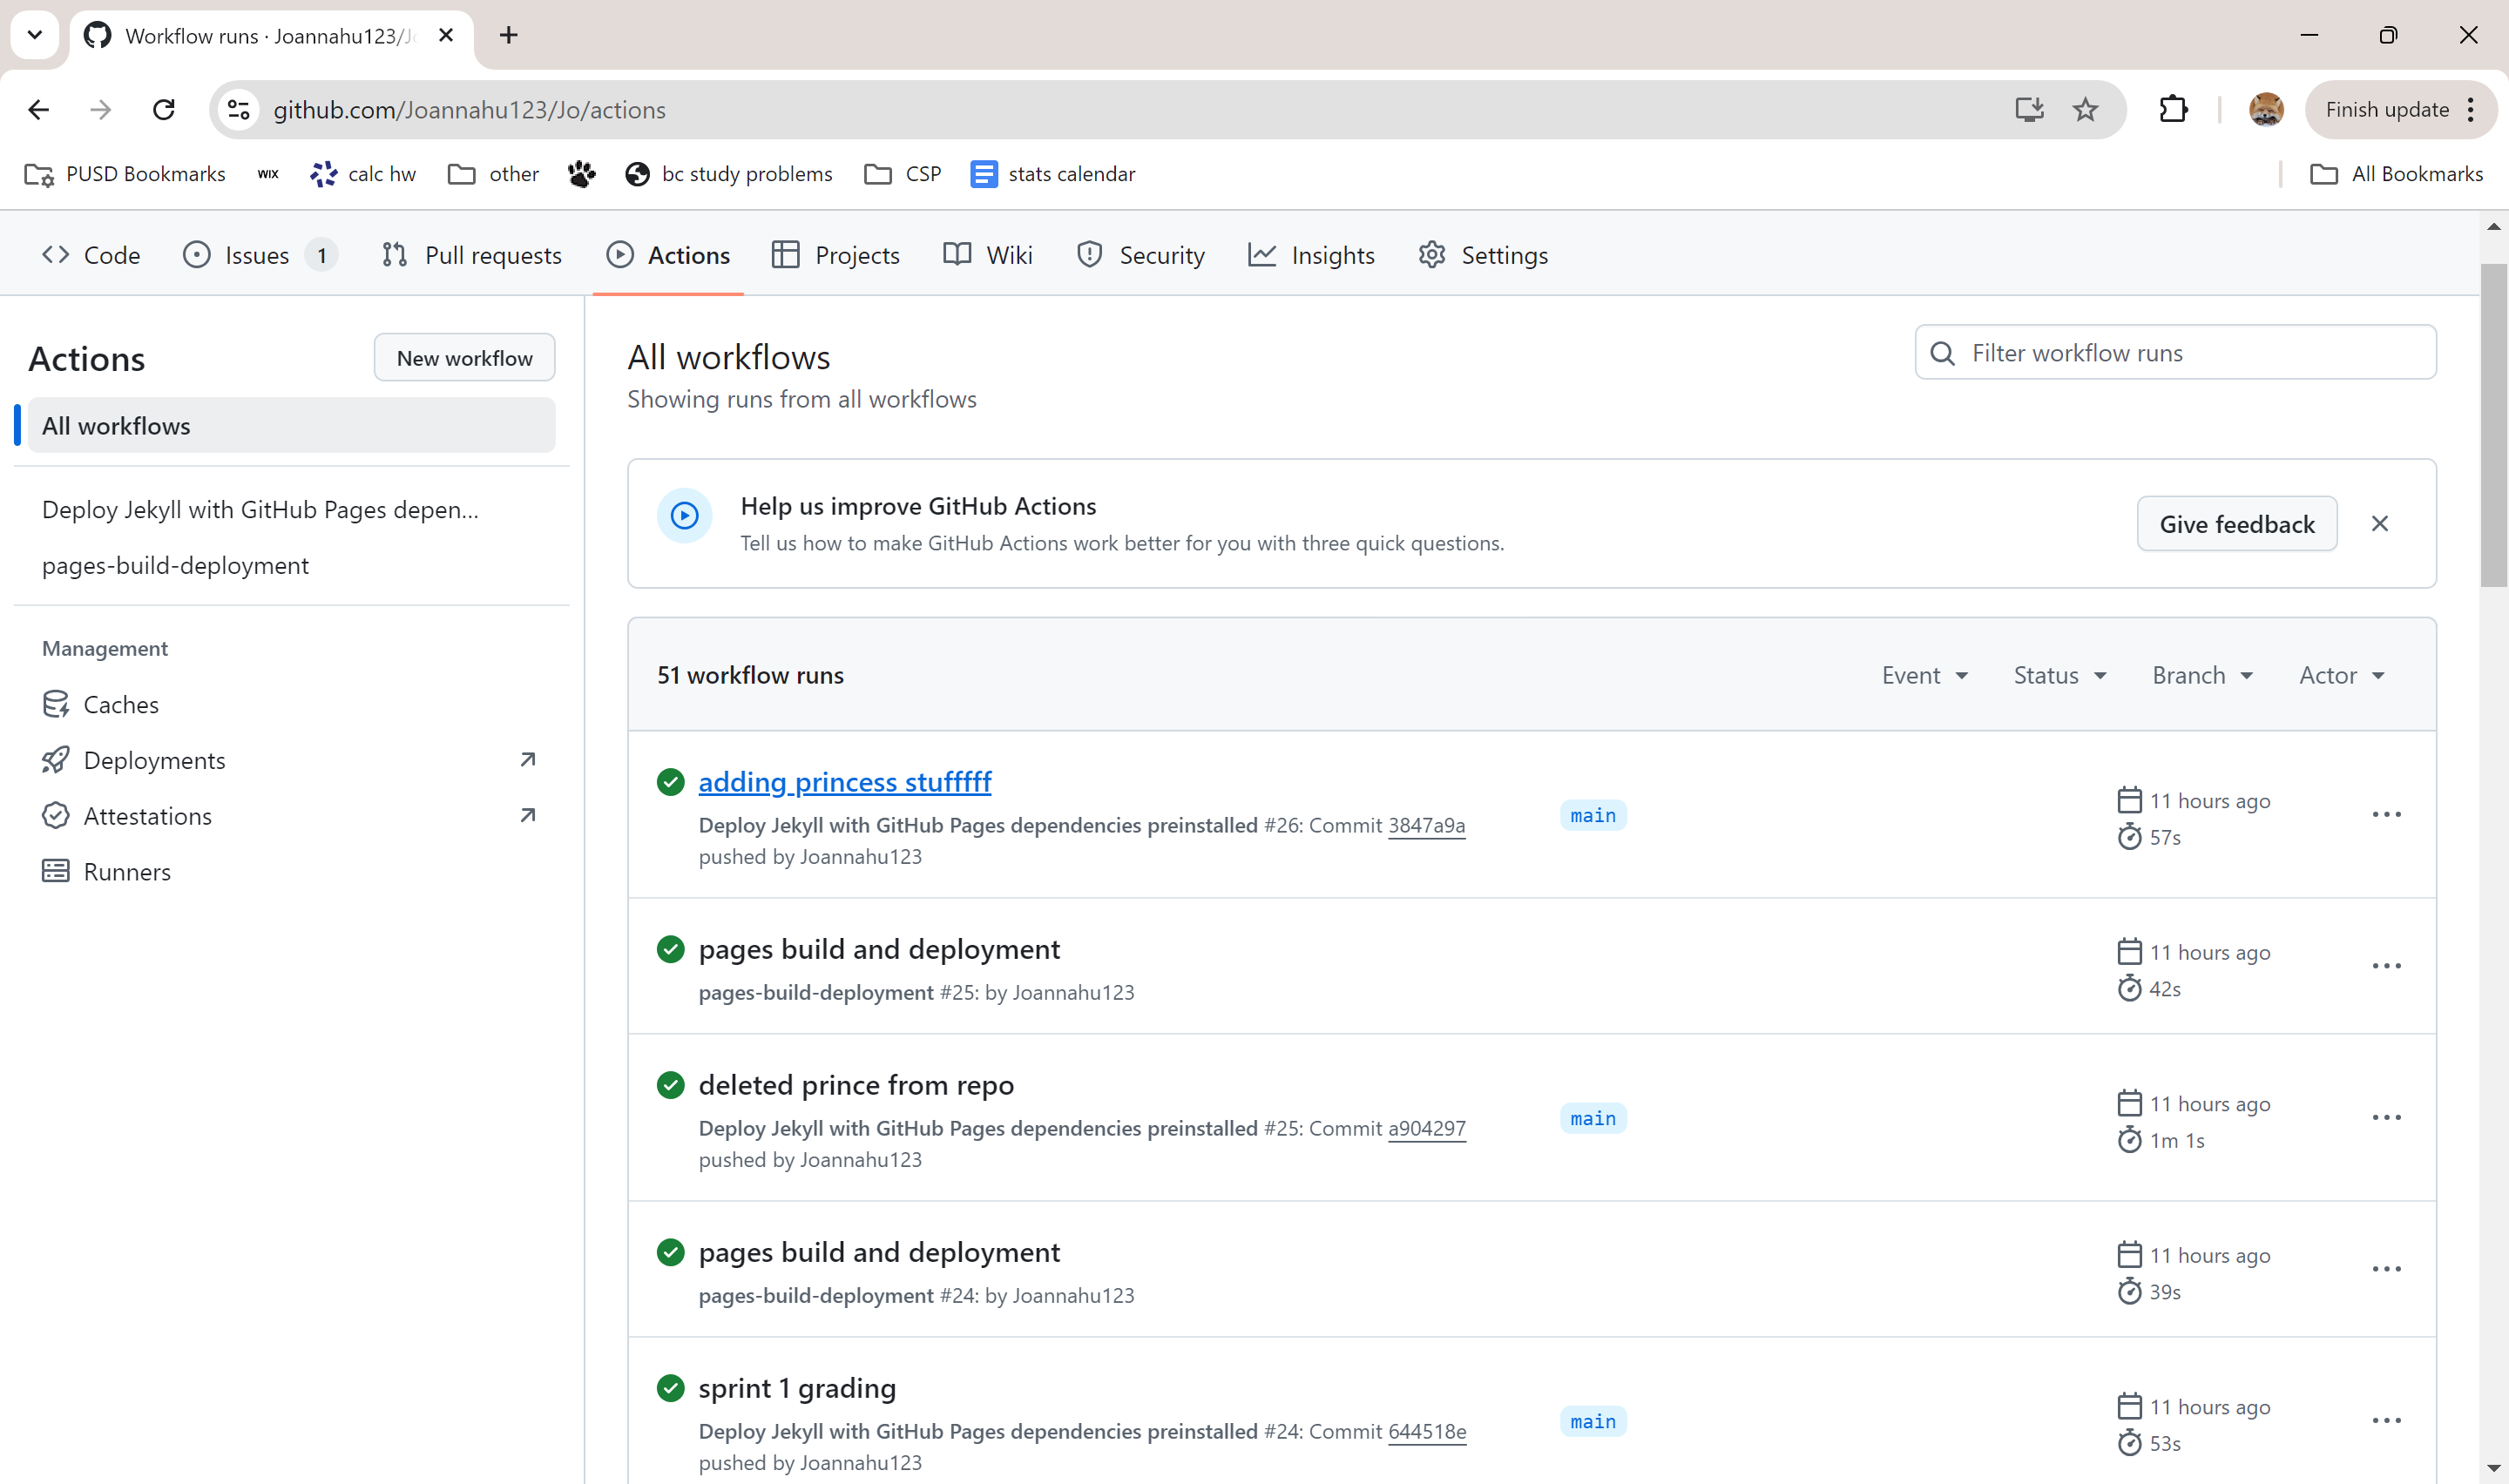 Workflow runs · Joannahu123/J
github.com/Joannahu123/Jo/actions
Finish update
PUSD Bookmarks
WIX
calc hw
other
bc study problems
CSP
stats calendar
All Bookmarks
Code
Issues 1
Pull requests
Actions
Projects
Wiki
Security
Insights
Settings
Actions
New workflow
All workflows
Deploy Jekyll with GitHub Pages depen...
pages-build-deployment
Management
Caches
Deployments
Attestations
Runners
All workflows
Showing runs from all workflows
Filter workflow runs
Help us improve GitHub Actions
Tell us how to make GitHub Actions work better for you with three quick questions.
Give feedback
51 workflow runs
Event
Status
Branch
Actor
adding princess stufffff
Deploy Jekyll with GitHub Pages dependencies preinstalled #26: Commit 3847a9a
pushed by Joannahu123
main
11 hours ago
57s
pages build and deployment
pages-build-deployment #25: by Joannahu123
11 hours ago
42s
deleted prince from repo
Deploy Jekyll with GitHub Pages dependencies preinstalled #25: Commit a904297
pushed by Joannahu123
main
11 hours ago
1m 1s
pages build and deployment
pages-build-deployment #24: by Joannahu123
11 hours ago
39s
sprint 1 grading
Deploy Jekyll with GitHub Pages dependencies preinstalled #24: Commit 644518e
pushed by Joannahu123
main
11 hours ago
53s